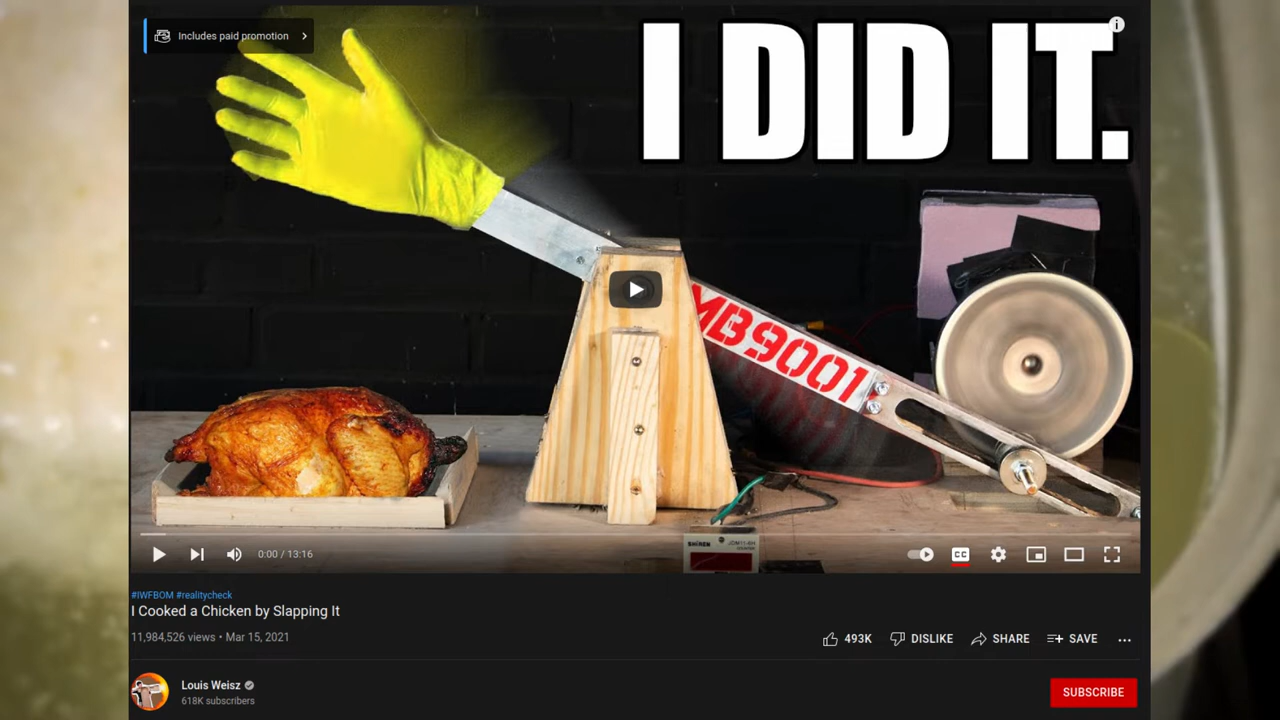 Includes paid promotion
I DID IT.
MB9001
0:00 / 13:16
CC
#IWFBOM #realitycheck
I Cooked a Chicken by Slapping It
11,984,526 views • Mar 15, 2021
493K DISLIKE SHARE SAVE
Louis Weisz
618K subscribers
SUBSCRIBE